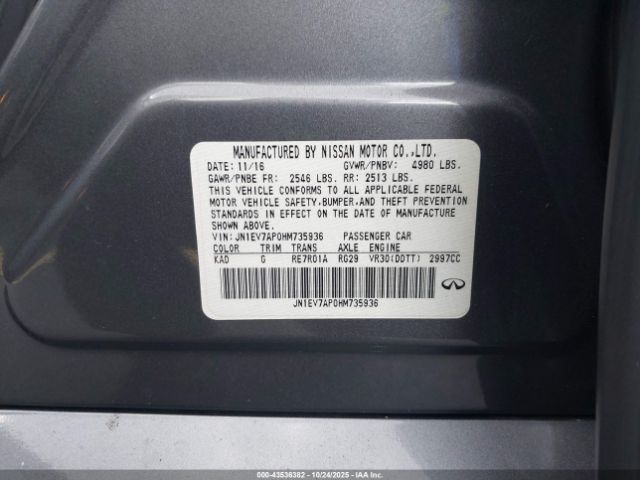 MANUFACTURED BY NISSAN MOTOR CO.,LTD.
DATE: 11/16 GVWR/PNBV: 4980 LBS.
GAWR/PNBE FR: 2546 LBS. RR: 2513 LBS.
THIS VEHICLE CONFORMS TO ALL APPLICABLE FEDERAL
MOTOR VEHICLE SAFETY,BUMPER,AND THEFT PREVENTION
STANDARDS IN EFFECT ON THE DATE OF MANUFACTURE
SHOWN ABOVE.
VIN: JN1EV7AP0HM735936 PASSENGER CAR
COLOR TRIM TRANS AXLE ENGINE
KAD G RE7R01A RG29 VR30(DDTT) 2997CC
JN1EV7AP0HM735936
000-43536382 | 10/24/2025 | IAA, Inc.